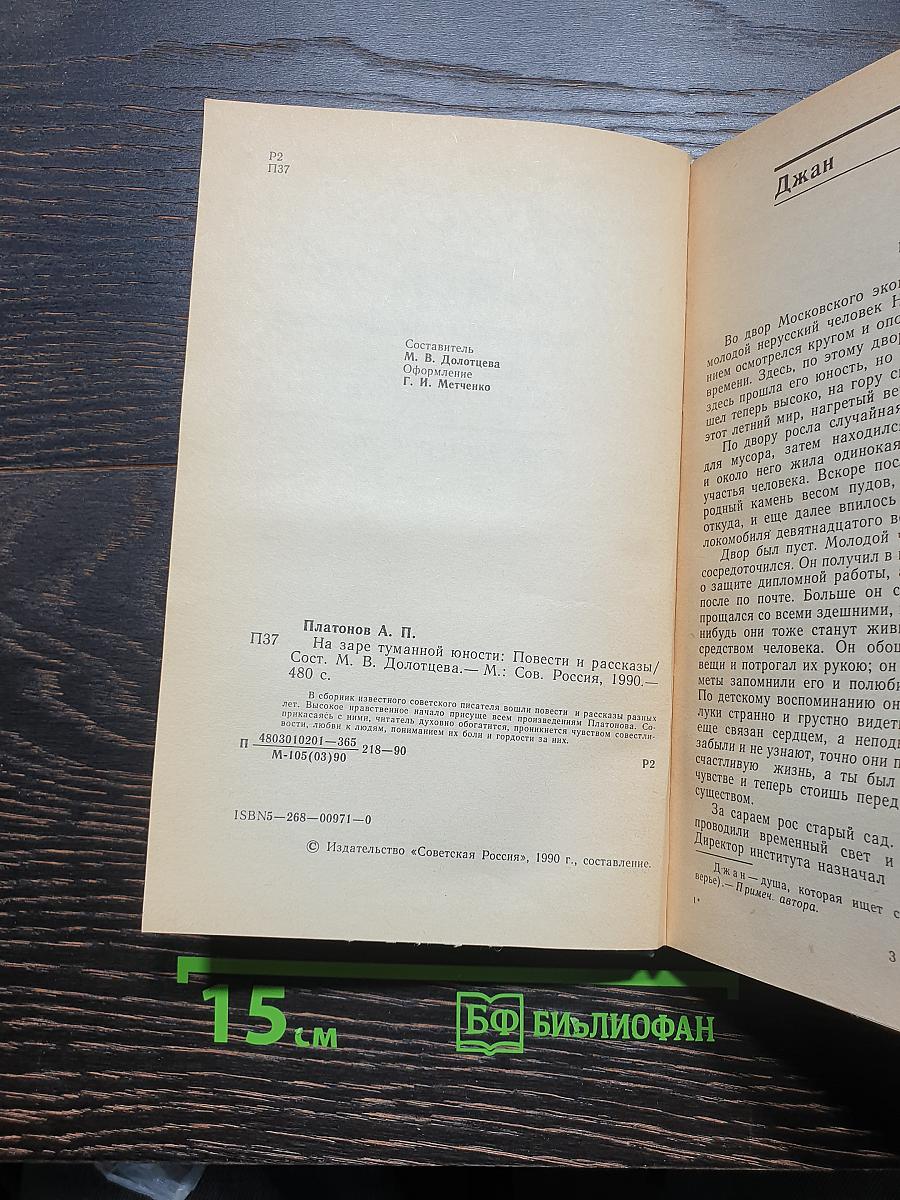 Р2
П37
Составитель
М. В. Долотцева
Оформление
Г. И. Метченко
Платонов А. П.
П37
На заре туманной юности: Повести и рассказы/
Сост. М. В. Долотцева.— М.: Сов. Россия, 1990.—
480 с.
В сборник известного советского писателя вошли повести и рассказы разных
лет. Высокое нравственное начало присуще всем произведениям Платонова. Со-
прикасаясь с ними, читатель духовно обогатится, проникнется чувством совестли-
вости, любви к людям, пониманием их боли и гордости за них.
П 4803010201—365 218—90
М-105(03)90
Р2
ISBN5—268—00971—0
© Издательство «Советская Россия», 1990 г., составление.
Джан
Во двор Московского эко
молодой нерусский человек Н
нием осмотрелся кругом и опо
времени. Здесь, по этому двор
здесь прошла его юность, но
шел теперь высоко, на гору с
этот летний мир, нагретый ве
По двору росла случайная
для мусора, затем находился
и около него жила одинокая
участья человека. Вскоре пос
родный камень весом пудов,
откуда, и еще далее впилось
локомобиля девятнадцатого в
Двор был пуст. Молодой ч
сосредоточился. Он получил в
о защите дипломной работы,
после по почте. Больше он с
прощался со всеми здешними,
нибудь они тоже станут жив
средством человека. Он обош
вещи и потрогал их рукою; он
меты запомнили его и полюби
По детскому воспоминанию он
луки странно и грустно видеть
еще связан сердцем, а непод
забыли и не узнают, точно они п
счастливую жизнь, а ты был
чувстве и теперь стоишь перед
существом.
За сараем рос старый сад.
проводили временный свет и
Директор института назначал
Джан — душа, которая ищет с
верье).— Примеч. автора.
1*
3
15 см
БФ БИБЛИОФАН